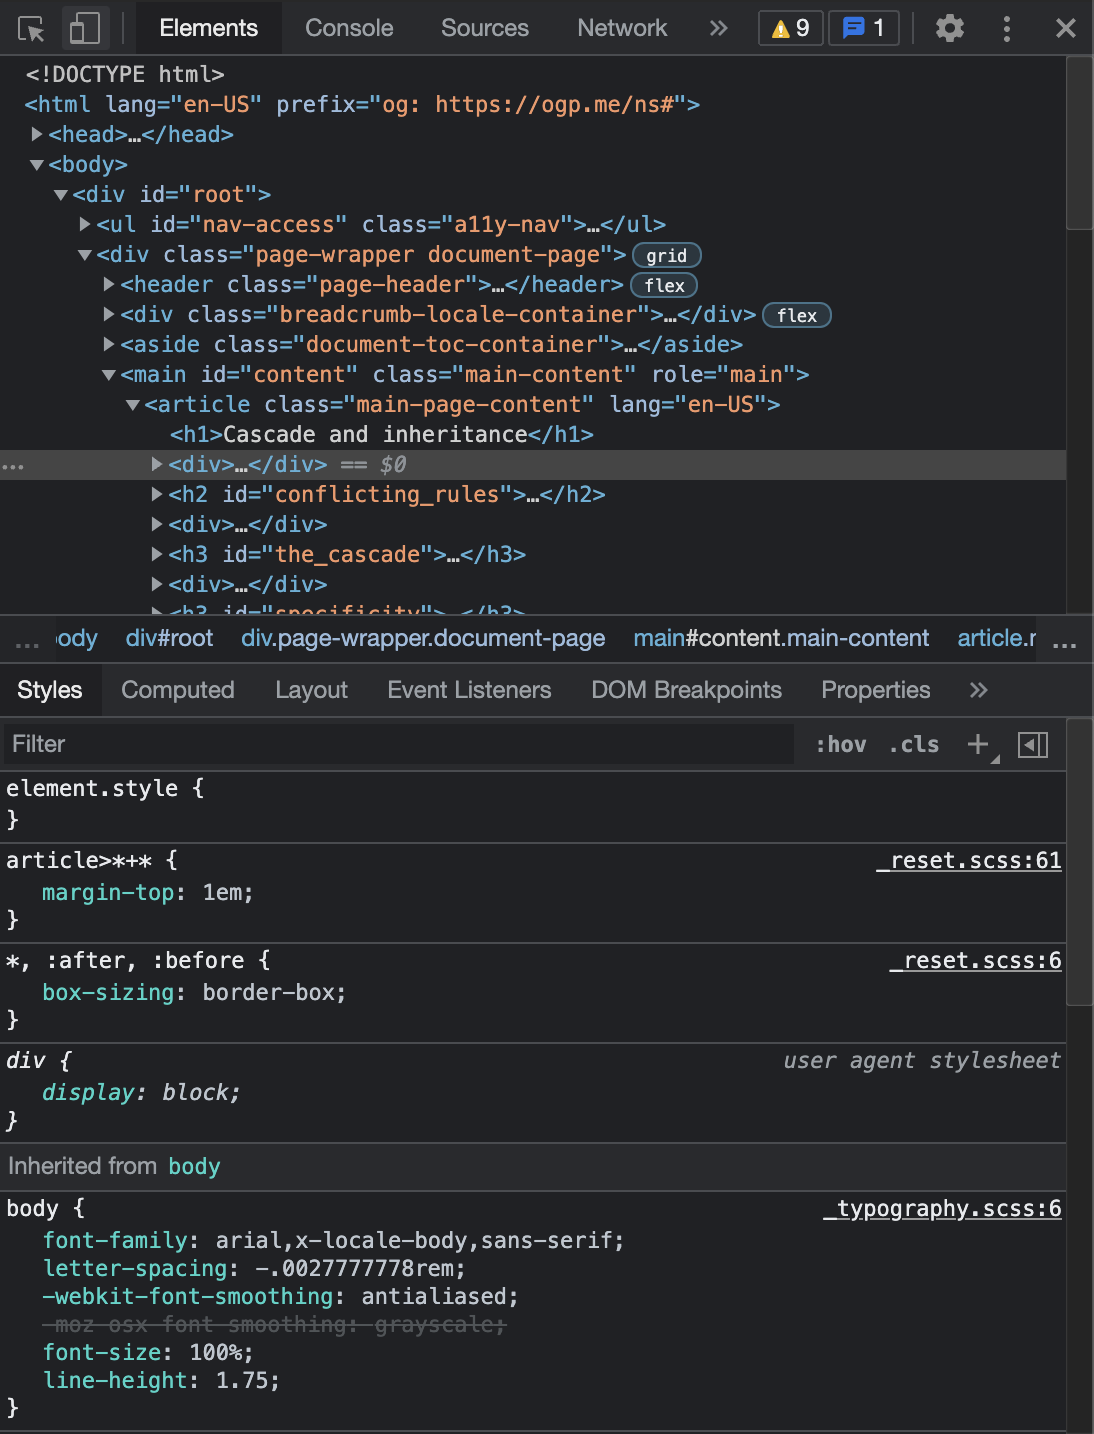 Elements Console Sources Network » 9 1
<!DOCTYPE html>
<html lang="en-US" prefix="og: https://ogp.me/ns#">
<head>…</head>
<body>
<div id="root">
<ul id="nav-access" class="a11y-nav">…</ul>
<div class="page-wrapper document-page"> grid
<header class="page-header">…</header> flex
<div class="breadcrumb-locale-container">…</div> flex
<aside class="document-toc-container">…</aside>
<main id="content" class="main-content" role="main">
<article class="main-page-content" lang="en-US">
<h1>Cascade and inheritance</h1>
… <div>…</div> == $0
<h2 id="conflicting_rules">…</h2>
<div>…</div>
<h3 id="the_cascade">…</h3>
<div>…</div>
<h3 id="specificity">…</h3>
… ody div#root div.page-wrapper.document-page main#content.main-content article.r …
Styles Computed Layout Event Listeners DOM Breakpoints Properties »
Filter :hov .cls +
element.style {
}
article>*+* { _reset.scss:61
margin-top: 1em;
}
*, :after, :before { _reset.scss:6
box-sizing: border-box;
}
div { user agent stylesheet
display: block;
}
Inherited from body
body { _typography.scss:6
font-family: arial,x-locale-body,sans-serif;
letter-spacing: -.0027777778rem;
-webkit-font-smoothing: antialiased;
-moz-osx-font-smoothing: grayscale;
font-size: 100%;
line-height: 1.75;
}